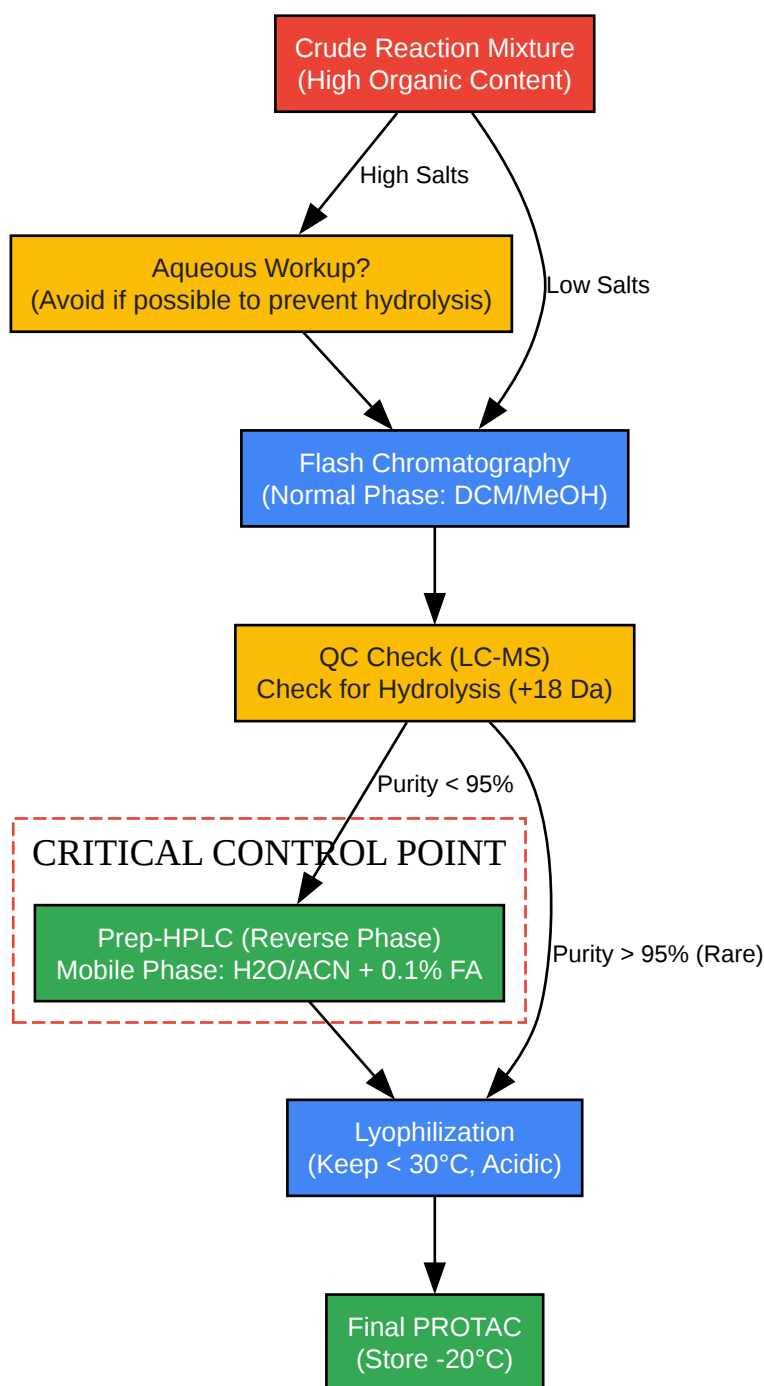 Crude Reaction Mixture
(High Organic Content)
High Salts
Aqueous Workup?
(Avoid if possible to prevent hydrolysis)
Low Salts
Flash Chromatography
(Normal Phase: DCM/MeOH)
QC Check (LC-MS)
Check for Hydrolysis (+18 Da)
Purity < 95%
CRITICAL CONTROL POINT
Prep-HPLC (Reverse Phase)
Mobile Phase: H2O/ACN + 0.1% FA
Purity > 95% (Rare)
Lyophilization
(Keep < 30°C, Acidic)
Final PROTAC
(Store -20°C)